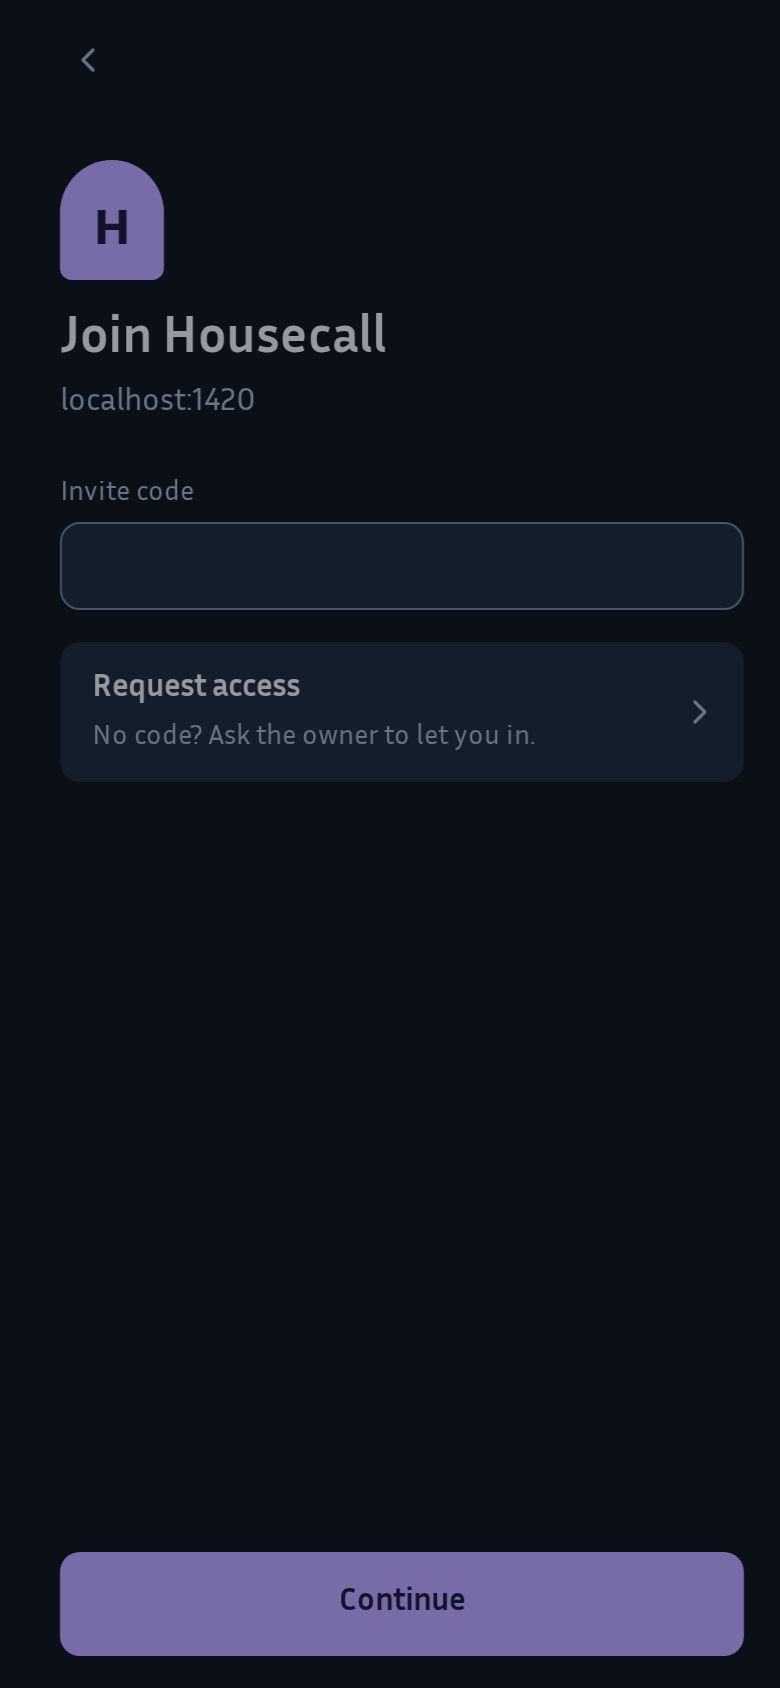 H
Join Housecall
localhost:1420
Invite code
Request access
No code? Ask the owner to let you in.
Continue